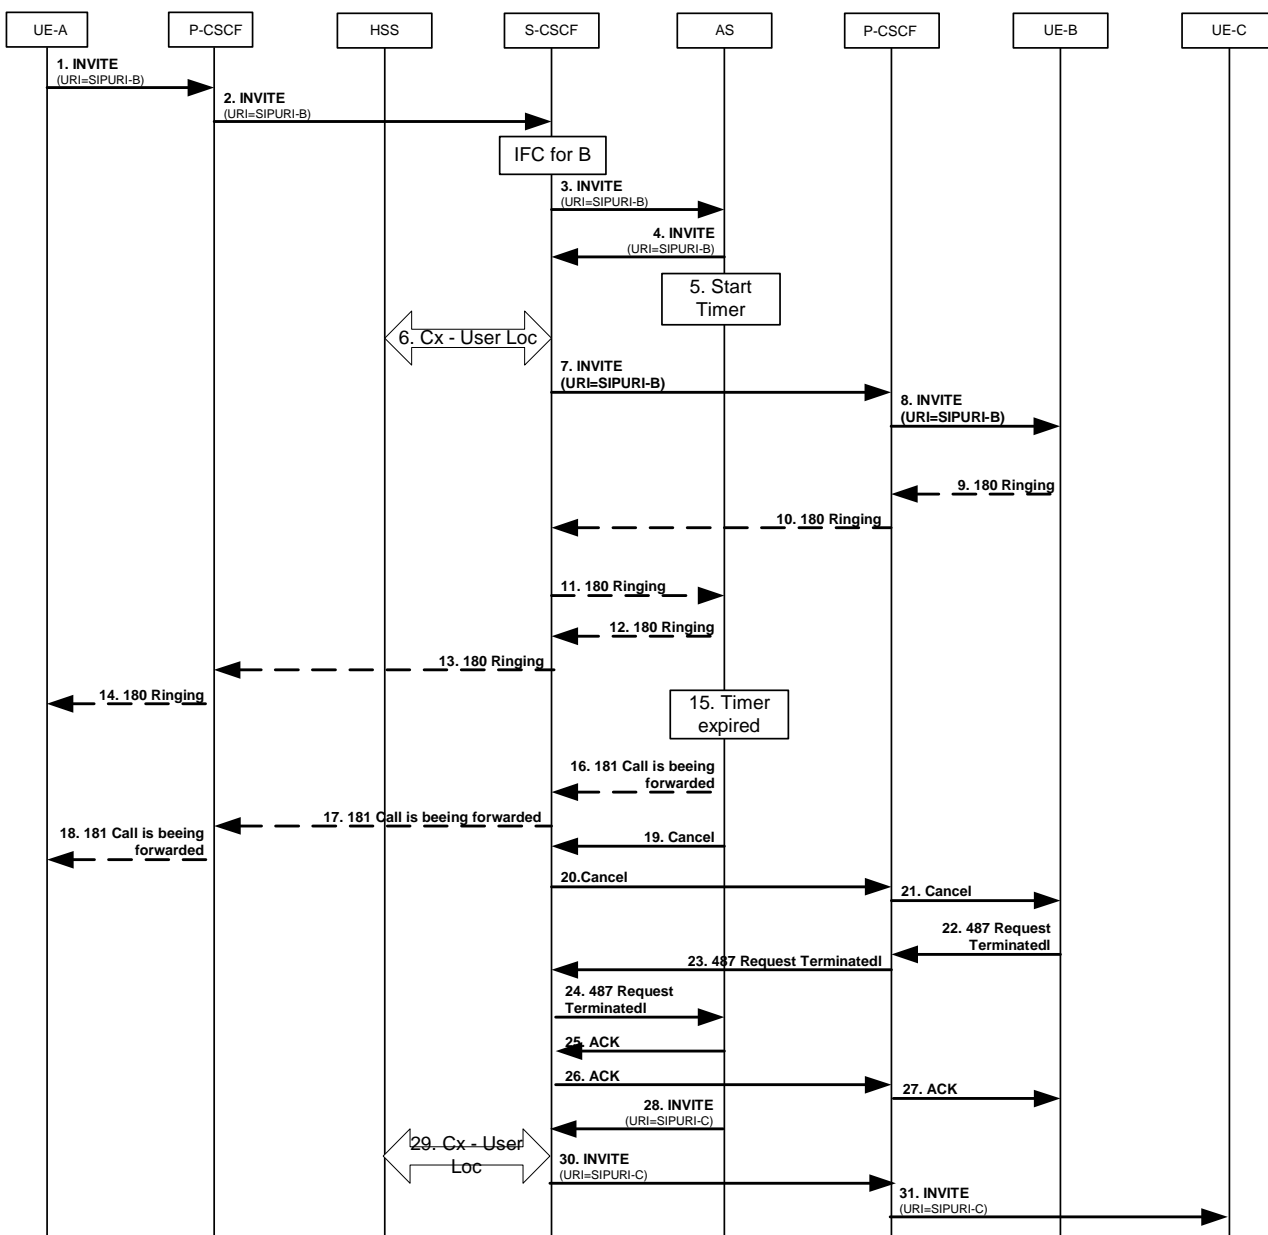 UE-A
P-CSCF
HSS
S-CSCF
AS
P-CSCF
UE-B
UE-C
1. INVITE
(URI=SIPURI-B)
2. INVITE
(URI=SIPURI-B)
IFC for B
3. INVITE
(URI=SIPURI-B)
4. INVITE
(URI=SIPURI-B)
5. Start
Timer
6. Cx - User Loc
7. INVITE
(URI=SIPURI-B)
8. INVITE
(URI=SIPURI-B)
9. 180 Ringing
10. 180 Ringing
11. 180 Ringing
12. 180 Ringing
13. 180 Ringing
14. 180 Ringing
15. Timer
expired
16. 181 Call is beeing
forwarded
17. 181 Call is beeing forwarded
18. 181 Call is beeing
forwarded
19. Cancel
20.Cancel
21. Cancel
22. 487 Request
TerminatedI
23. 487 Request TerminatedI
24. 487 Request
TerminatedI
25. ACK
26. ACK
27. ACK
28. INVITE
(URI=SIPURI-C)
29. Cx - User
Loc
30. INVITE
(URI=SIPURI-C)
31. INVITE
(URI=SIPURI-C)